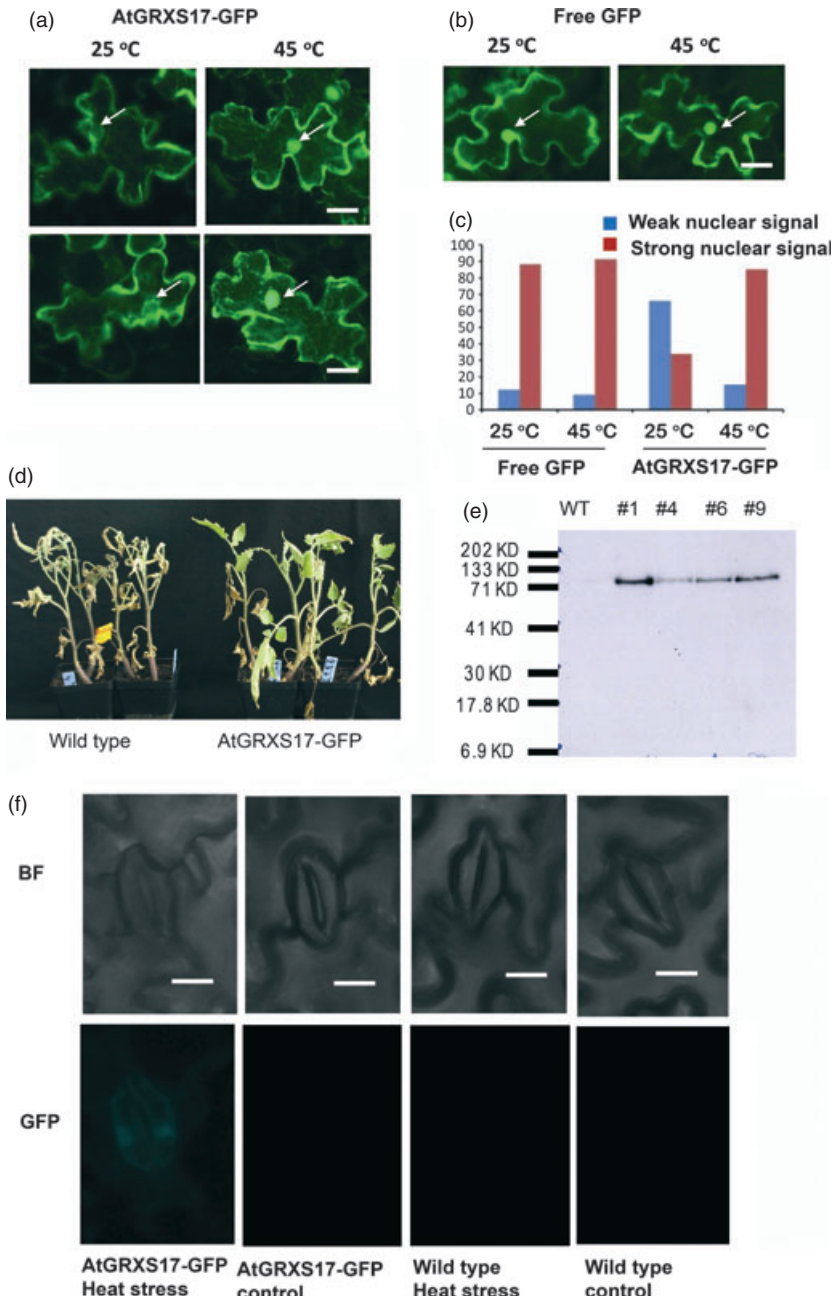 (a)
AtGRXS17-GFP
25 °C
45 °C
(b)
Free GFP
25 °C
45 °C
(c)
Weak nuclear signal
Strong nuclear signal
100
90
80
70
60
50
40
30
20
10
0
25 °C
45 °C
25 °C
45 °C
Free GFP
AtGRXS17-GFP
(d)
Wild type
AtGRXS17-GFP
(e)
WT #1 #4 #6 #9
202 KD
133 KD
71 KD
41 KD
30 KD
17.8 KD
6.9 KD
(f)
BF
GFP
AtGRXS17-GFP
Heat stress
AtGRXS17-GFP
control
Wild type
Heat stress
Wild type
control